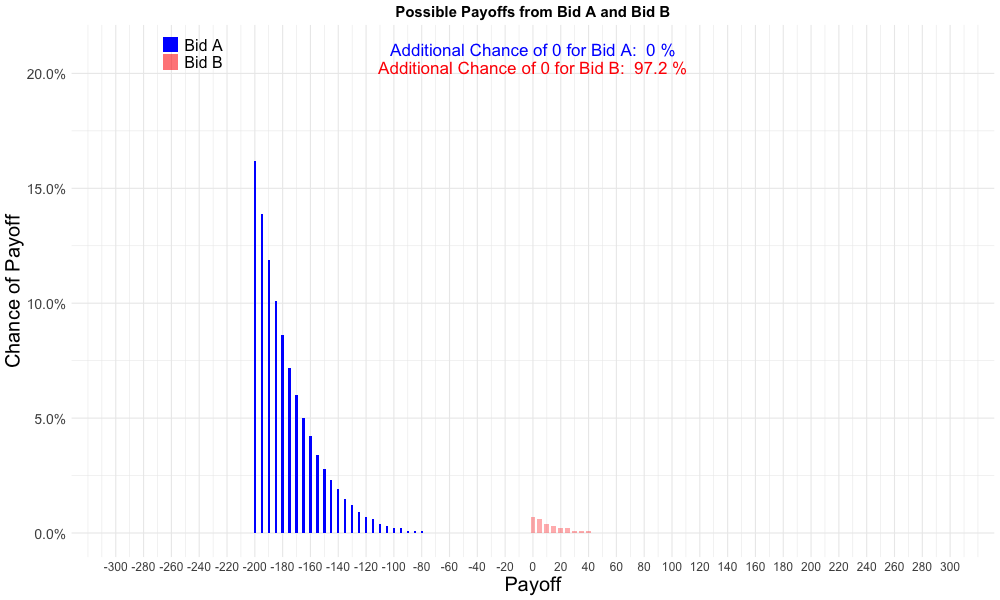 Possible Payoffs from Bid A and Bid B
Bid A
Bid B
Additional Chance of 0 for Bid A:  0 %
Additional Chance of 0 for Bid B:  97.2 %
Chance of Payoff
20.0%
15.0%
10.0%
5.0%
0.0%
-300 -280 -260 -240 -220 -200 -180 -160 -140 -120 -100 -80 -60 -40 -20 0 20 40 60 80 100 120 140 160 180 200 220 240 260 280 300
Payoff